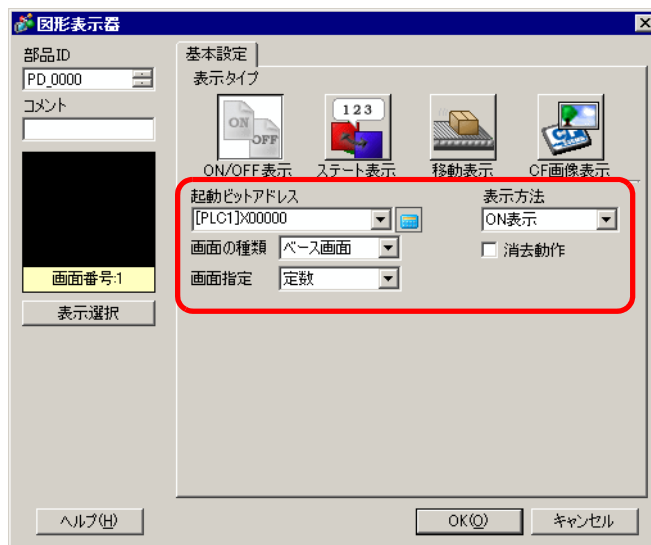 図形表示器
部品ID
PD_0000
コメント
画面番号:1
表示選択
基本設定
表示タイプ
ON
OFF
123
ON/OFF表示
ステート表示
移動表示
CF画像表示
起動ビットアドレス
[PLC1]X00000
表示方法
ON表示
画面の種類 ベース画面
消去動作
画面指定 定数
ヘルプ(H)
OK(O)
キャンセル